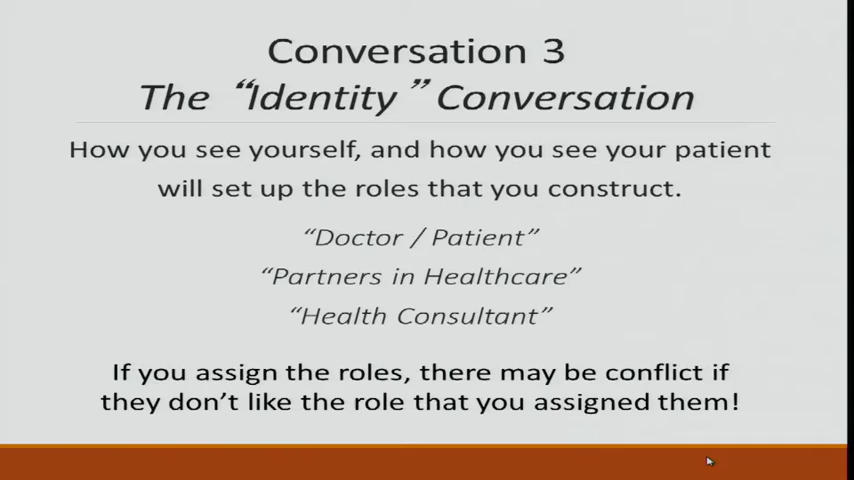 Conversation 3
The “Identity” Conversation
How you see yourself, and how you see your patient
will set up the roles that you construct.
“Doctor / Patient”
“Partners in Healthcare”
“Health Consultant”
If you assign the roles, there may be conflict if
they don’t like the role that you assigned them!